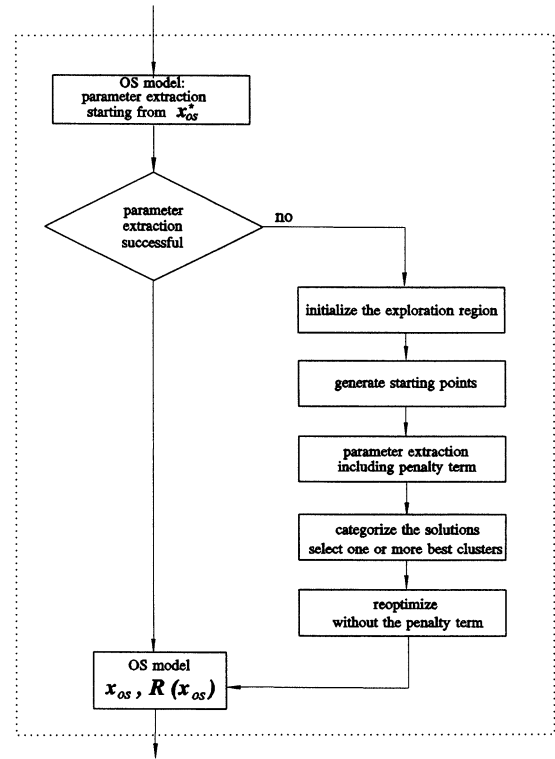 OS model:
parameter extraction
starting from x*os
parameter
extraction
successful
no
initialize the exploration region
generate starting points
parameter extraction
including penalty term
categorize the solutions
select one or more best clusters
reoptimize
without the penalty term
OS model
xos , R (xos)